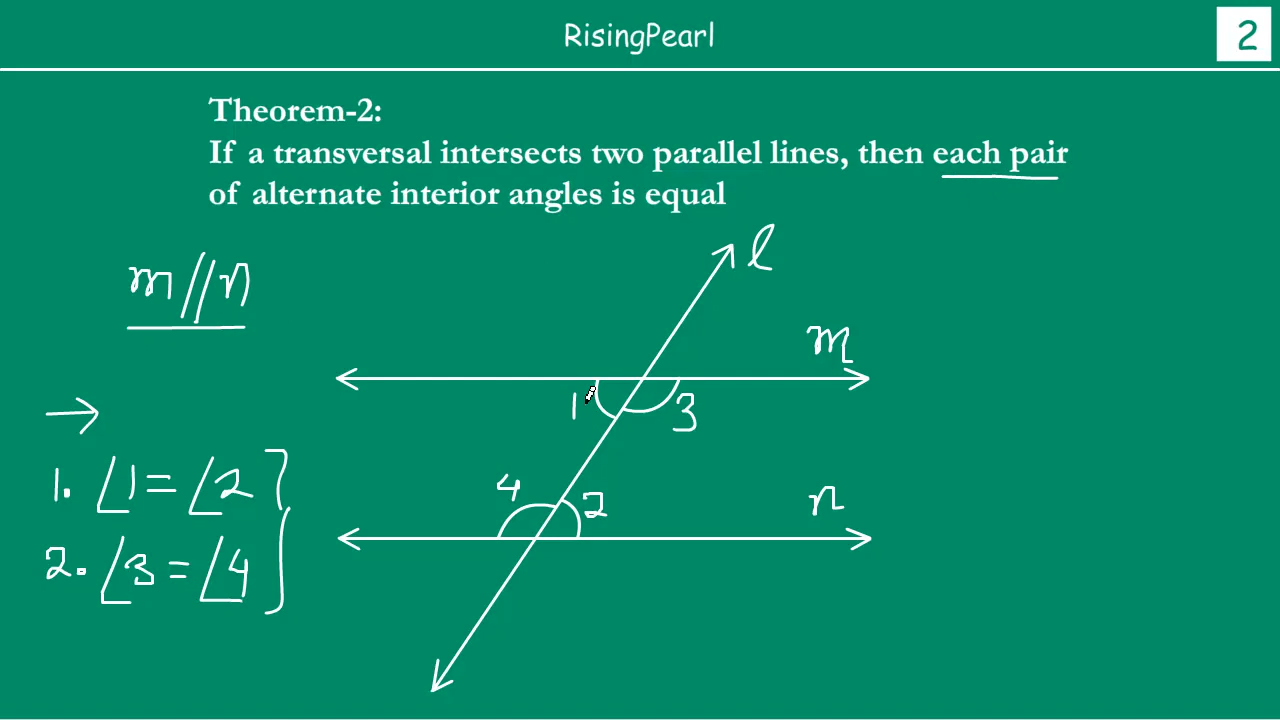 RisingPearl
2
Theorem-2:
If a transversal intersects two parallel lines, then each pair
of alternate interior angles is equal
l
m//n
m
1
3
1. ∠1=∠2
4
2
n
2. ∠3=∠4